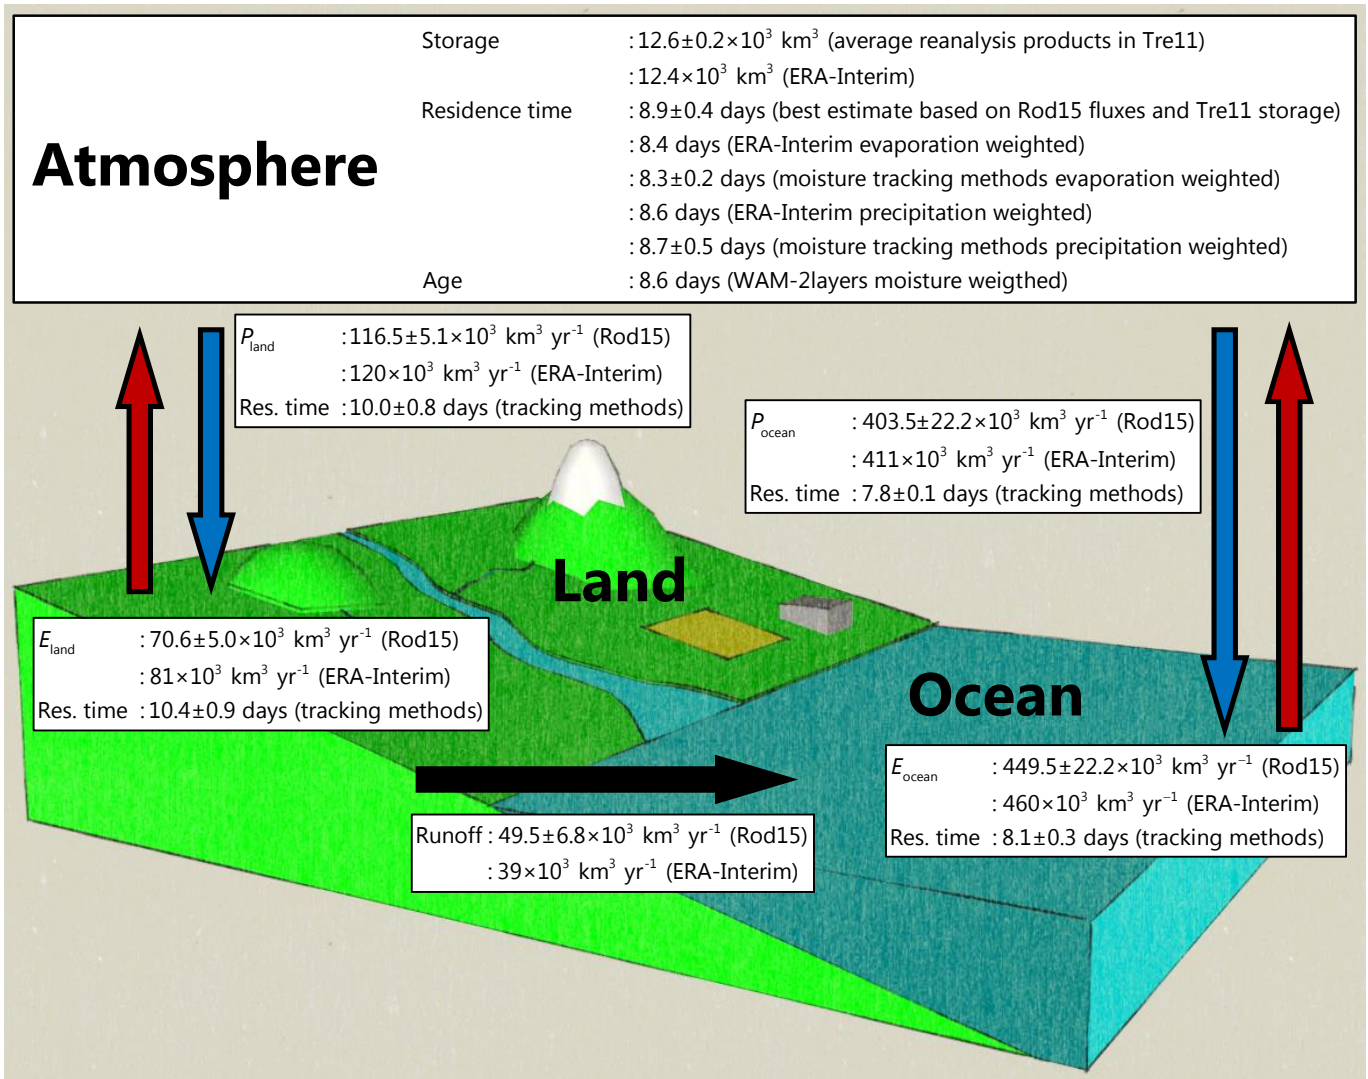 Atmosphere
Storage : 12.6±0.2×10³ km³ (average reanalysis products in Tre11)
: 12.4×10³ km³ (ERA-Interim)
Residence time : 8.9±0.4 days (best estimate based on Rod15 fluxes and Tre11 storage)
: 8.4 days (ERA-Interim evaporation weighted)
: 8.3±0.2 days (moisture tracking methods evaporation weighted)
: 8.6 days (ERA-Interim precipitation weighted)
: 8.7±0.5 days (moisture tracking methods precipitation weighted)
Age : 8.6 days (WAM-2layers moisture weigthed)
P_land : 116.5±5.1×10³ km³ yr⁻¹ (Rod15)
: 120×10³ km³ yr⁻¹ (ERA-Interim)
Res. time : 10.0±0.8 days (tracking methods)
P_ocean : 403.5±22.2×10³ km³ yr⁻¹ (Rod15)
: 411×10³ km³ yr⁻¹ (ERA-Interim)
Res. time : 7.8±0.1 days (tracking methods)
Land
E_land : 70.6±5.0×10³ km³ yr⁻¹ (Rod15)
: 81×10³ km³ yr⁻¹ (ERA-Interim)
Res. time : 10.4±0.9 days (tracking methods)
Ocean
E_ocean : 449.5±22.2×10³ km³ yr⁻¹ (Rod15)
: 460×10³ km³ yr⁻¹ (ERA-Interim)
Res. time : 8.1±0.3 days (tracking methods)
Runoff : 49.5±6.8×10³ km³ yr⁻¹ (Rod15)
: 39×10³ km³ yr⁻¹ (ERA-Interim)